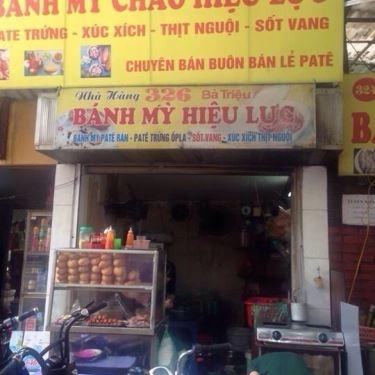 BÁNH MỲ CHẢO HIỆU LỰC
PATE TRỨNG - XÚC XÍCH - THỊT NGUỘI - SỐT VANG
CHUYÊN BÁN BUÔN BÁN LẺ PATÊ
Nhà Hàng 326 Bà Triệu
BÁNH MỲ HIỆU LỰC
BÁNH MỲ PATÊ RÁN - PATÊ TRỨNG ỐPLA - SỐT VANG - XÚC XÍCH THỊT NGUỘI
324
B